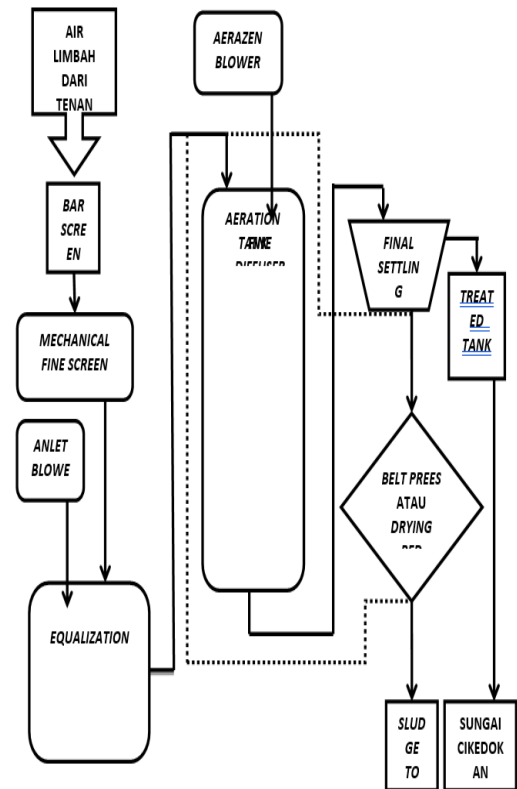 AIR
LIMBAH
DARI
TENAN
BAR
SCRE
EN
MECHANICAL
FINE SCREEN
ANLET
BLOWE
EQUALIZATION
AERAZEN
BLOWER
AERATION
FINAL
SETTLIN
G
TREAT
ED
TANK
BELT PREES
ATAU
DRYING
SLUD
GE
TO
SUNGAI
CIKEDOK
AN